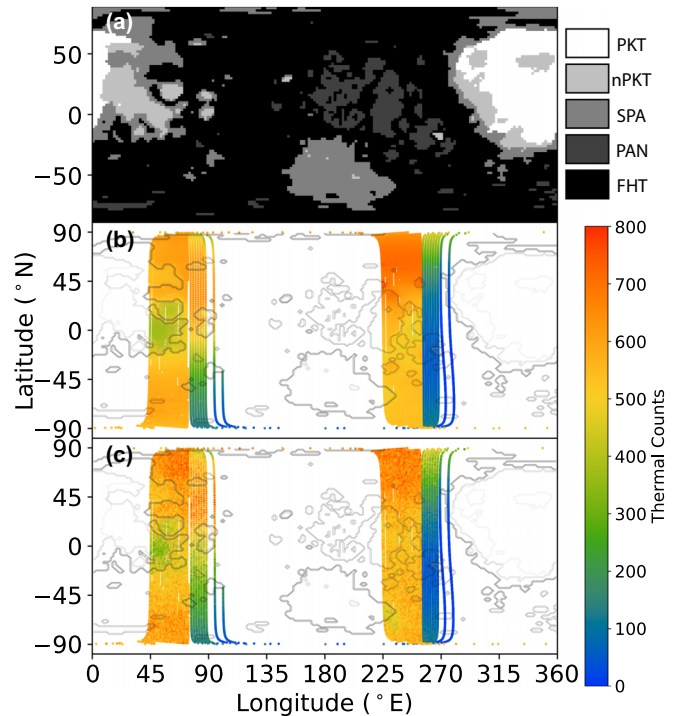 (a)
50
0
−50
PKT
nPKT
SPA
PAN
FHT
(b)
90
45
0
−45
−90
(c)
90
45
0
−45
−90
Latitude (°N)
0 45 90 135 180 225 270 315 360
Longitude (°E)
800
700
600
500
400
300
200
100
0
Thermal Counts